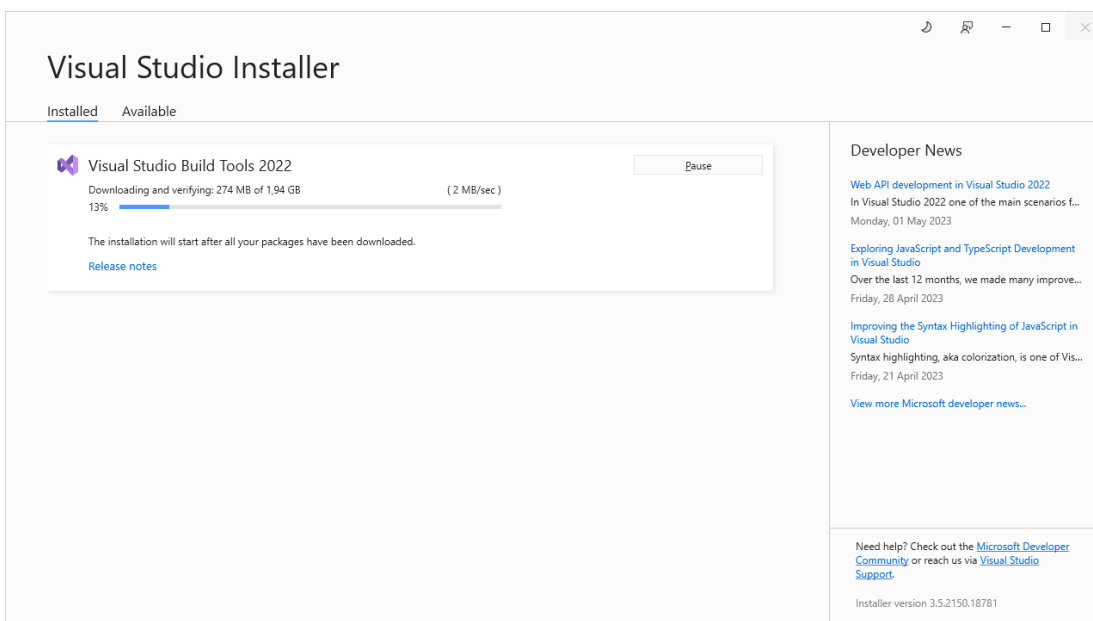 Visual Studio Installer
Installed Available
Visual Studio Build Tools 2022
Pause
Downloading and verifying: 274 MB of 1,94 GB ( 2 MB/sec )
13%
The installation will start after all your packages have been downloaded.
Release notes
Developer News
Web API development in Visual Studio 2022
In Visual Studio 2022 one of the main scenarios f...
Monday, 01 May 2023
Exploring JavaScript and TypeScript Development
in Visual Studio
Over the last 12 months, we made many improve...
Friday, 28 April 2023
Improving the Syntax Highlighting of JavaScript in
Visual Studio
Syntax highlighting, aka colorization, is one of Vis...
Friday, 21 April 2023
View more Microsoft developer news...
Need help? Check out the Microsoft Developer
Community or reach us via Visual Studio
Support.
Installer version 3.5.2150.18781